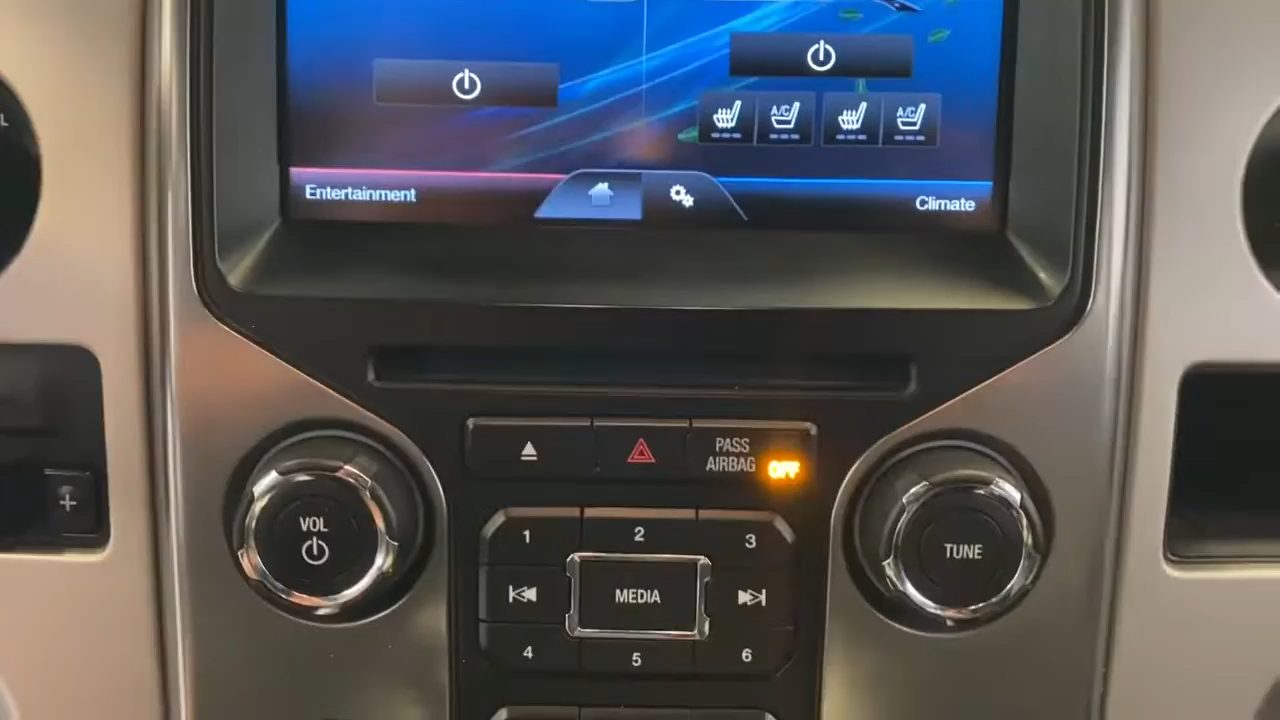 A/C
A/C
Entertainment
Climate
PASS
AIRBAG OFF
VOL
TUNE
1
2
3
MEDIA
4
5
6